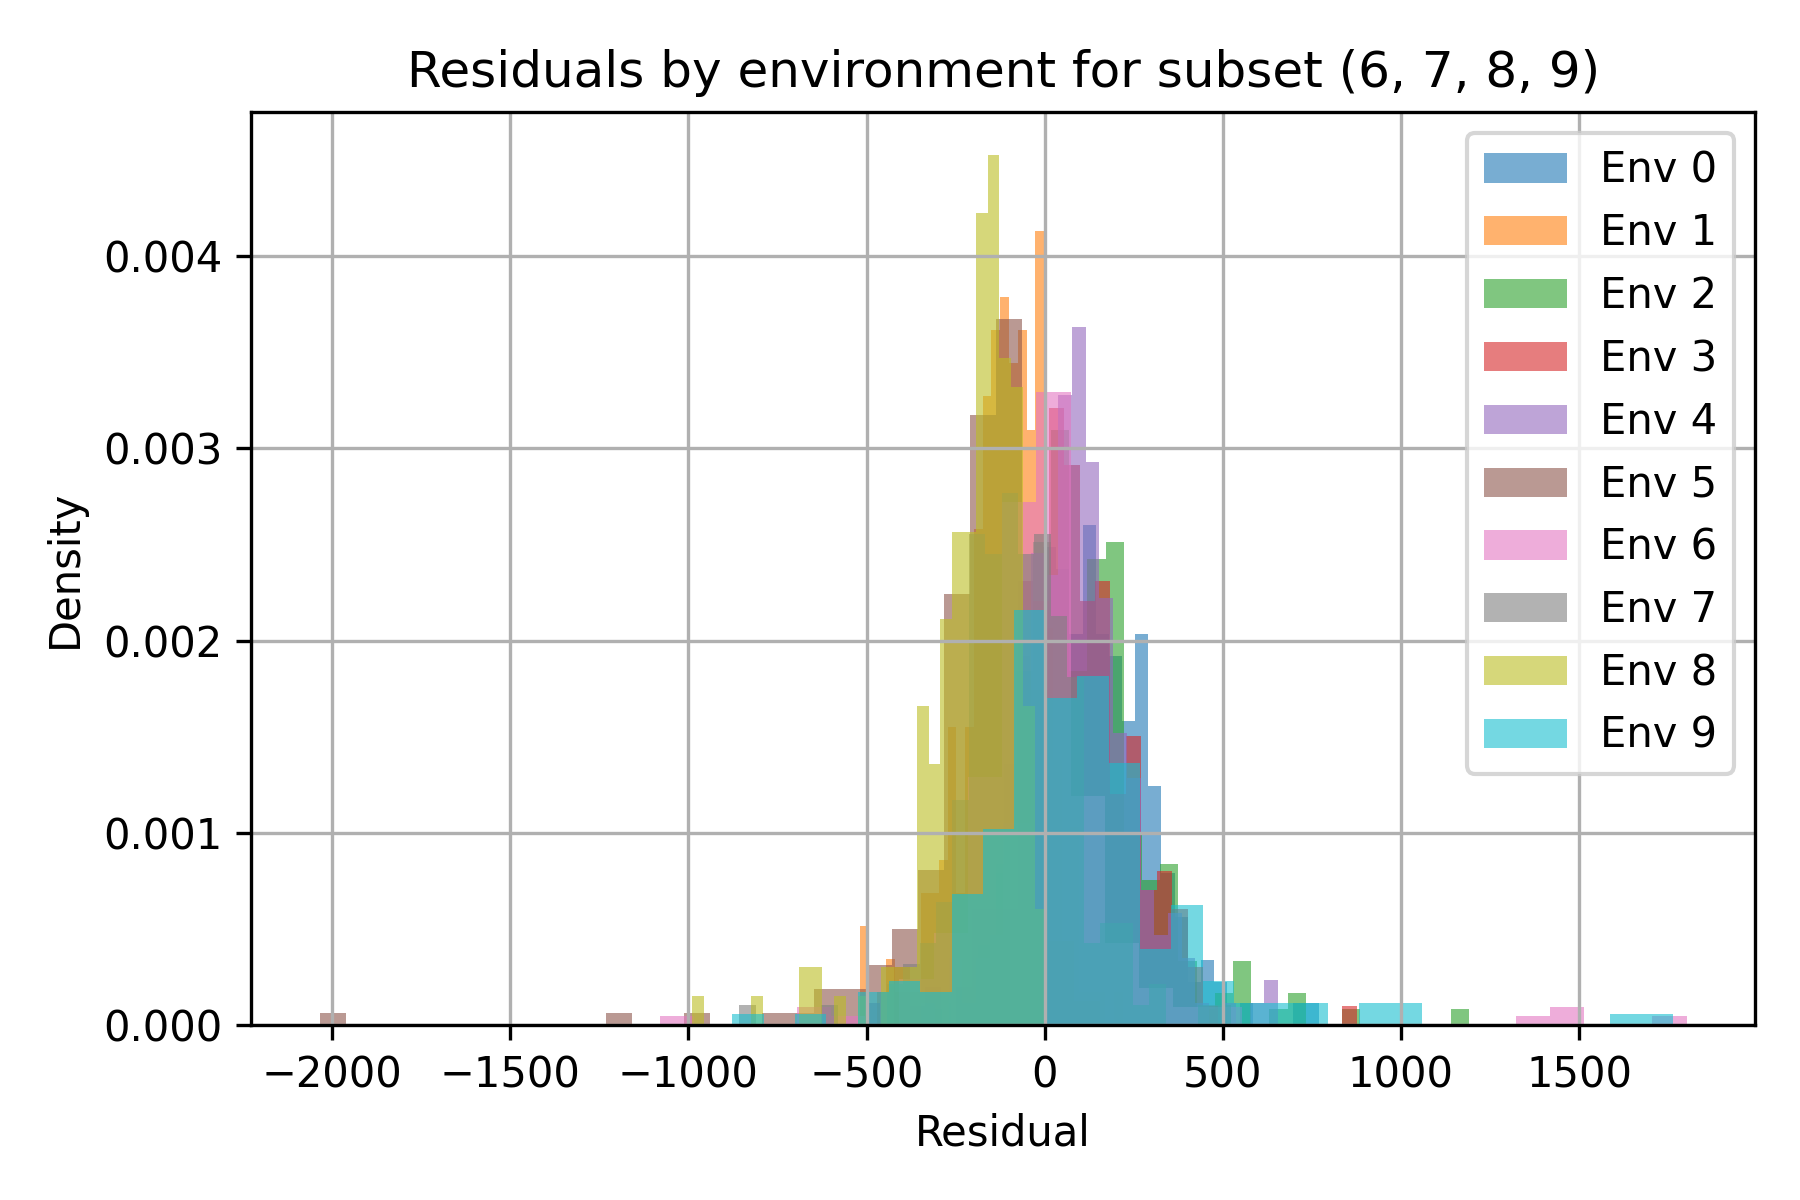 Residuals by environment for subset (6, 7, 8, 9)
Env 0
Env 1
Env 2
Env 3
Env 4
Env 5
Env 6
Env 7
Env 8
Env 9
Density
0.004
0.003
0.002
0.001
0.000
−2000 −1500 −1000 −500 0 500 1000 1500
Residual